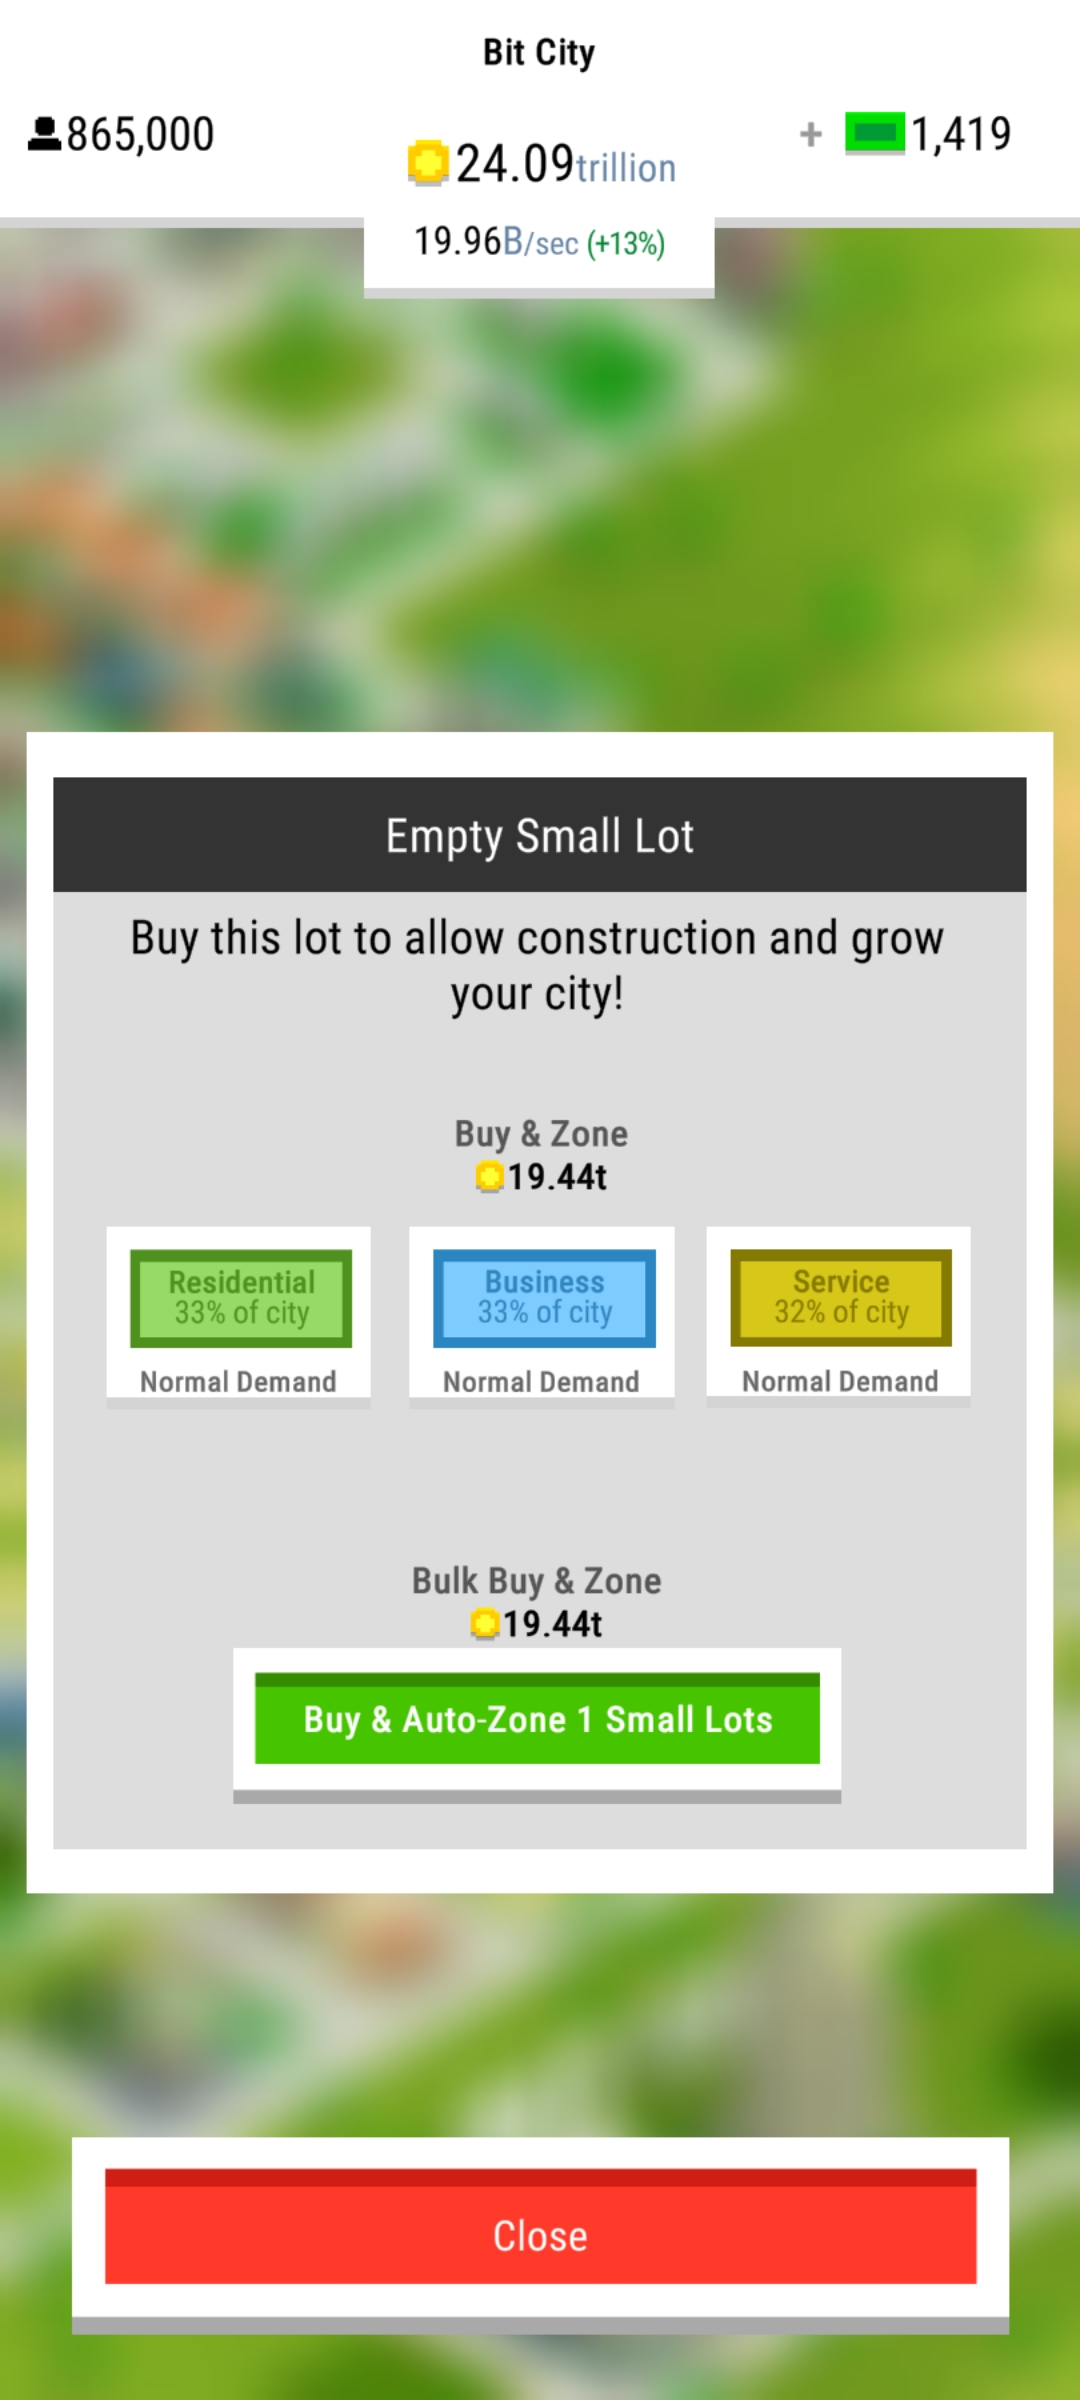 Bit City
865,000
24.09trillion
+ 1,419
19.96B/sec (+13%)
Empty Small Lot
Buy this lot to allow construction and grow
your city!
Buy & Zone
19.44t
Residential
33% of city
Normal Demand
Business
33% of city
Normal Demand
Service
32% of city
Normal Demand
Bulk Buy & Zone
19.44t
Buy & Auto-Zone 1 Small Lots
Close